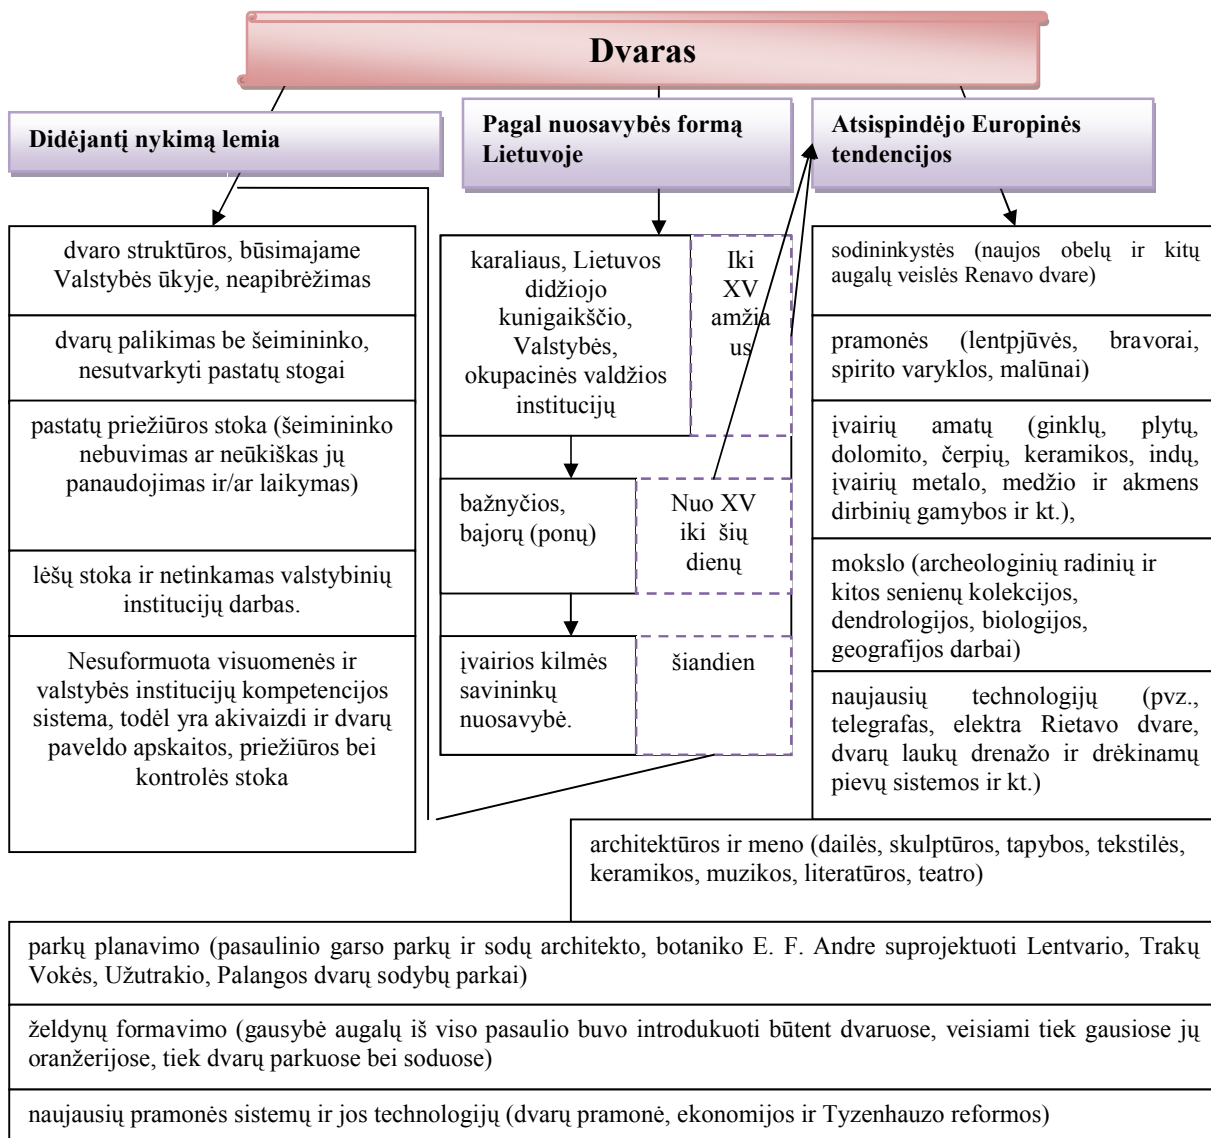 Dvaras
Didėjantį nykimą lemia
dvaro struktūros, būsimajame
Valstybės ūkyje, neapibrėžimas
dvarų palikimas be šeimininko,
nesutvarkyti pastatų stogai
pastatų priežiūros stoka (šeimininko
nebuvimas ar neūkiškas jų
panaudojimas ir/ar laikymas)
lėšų stoka ir netinkamas valstybinių
institucijų darbas.
Nesuformuota visuomenės ir
valstybės institucijų kompetencijos
sistema, todėl yra akivaizdi ir dvarų
paveldo apskaitos, priežiūros bei
kontrolės stoka
Pagal nuosavybės formą
Lietuvoje
karaliaus, Lietuvos
didžiojo
kunigaikščio,
Valstybės,
okupacinės valdžios
institucijų
Iki
XV
amžia
us
bažnyčios,
bajorų (ponų)
Nuo XV
iki šių
dienų
įvairios kilmės
savininkų
nuosavybė.
šiandien
Atsispindėjo Europinės
tendencijos
sodininkystės (naujos obelų ir kitų
augalų veislės Renavo dvare)
pramonės (lentpjūvės, bravorai,
spirito varyklos, malūnai)
įvairių amatų (ginklų, plytų,
dolomito, čerpių, keramikos, indų,
įvairių metalo, medžio ir akmens
dirbinių gamybos ir kt.),
mokslo (archeologinių radinių ir
kitos senienų kolekcijos,
dendrologijos, biologijos,
geografijos darbai)
naujausių technologijų (pvz.,
telegrafas, elektra Rietavo dvare,
dvarų laukų drenažo ir drėkinamų
pievų sistemos ir kt.)
architektūros ir meno (dailės, skulptūros, tapybos, tekstilės,
keramikos, muzikos, literatūros, teatro)
parkų planavimo (pasaulinio garso parkų ir sodų architekto, botaniko E. F. Andre suprojektuoti Lentvario, Trakų
Vokės, Užutrakio, Palangos dvarų sodybų parkai)
želdynų formavimo (gausybė augalų iš viso pasaulio buvo introdukuoti būtent dvaruose, veisiami tiek gausiose jų
oranžerijose, tiek dvarų parkuose bei soduose)
naujausių pramonės sistemų ir jos technologijų (dvarų pramonė, ekonomijos ir Tyzenhauzo reformos)